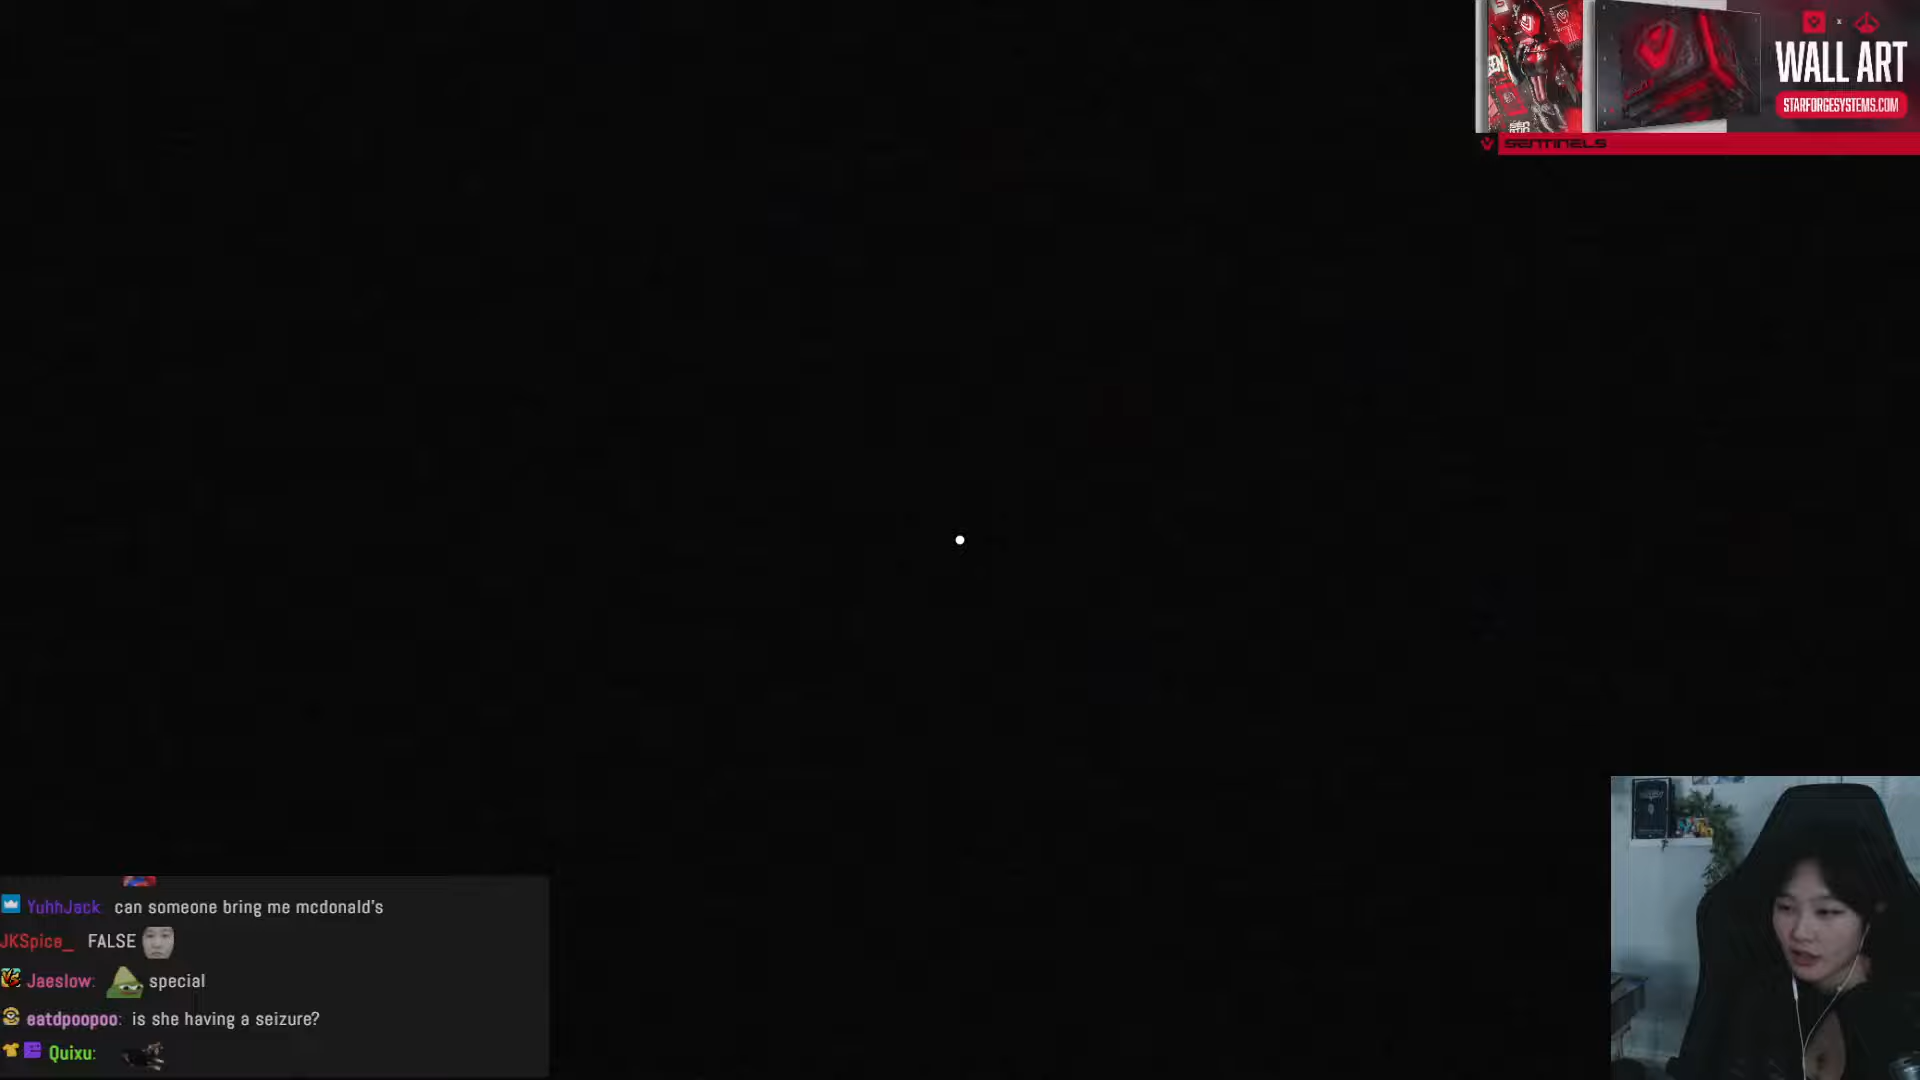 WALL ART
STARFORGESYSTEMS.COM
SENTINELS
YuhhJack: can someone bring me mcdonald's
JKSpice_ FALSE
Jaeslow: special
eatdpoopoo: is she having a seizure?
Quixu: